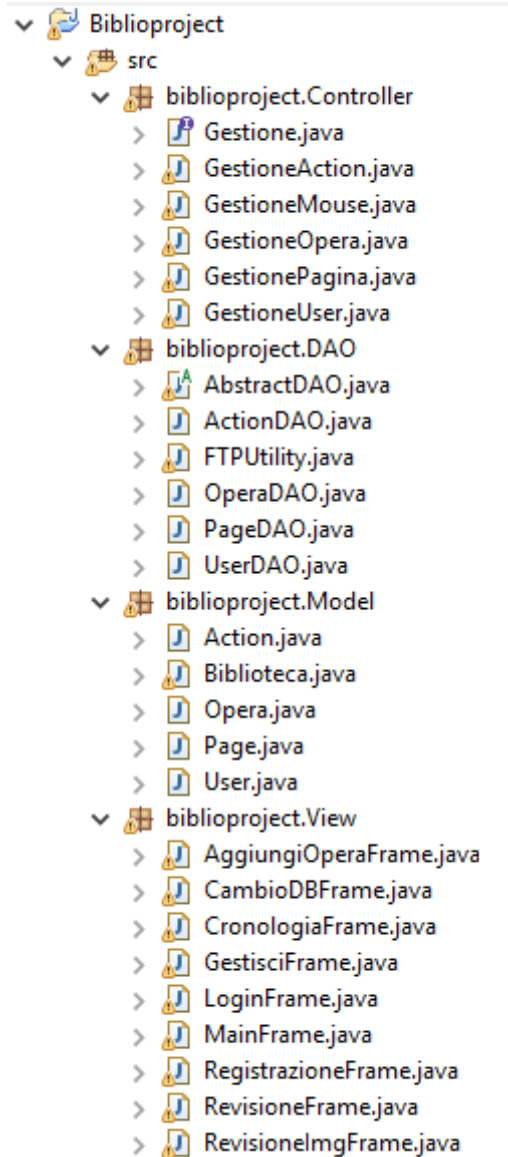 Biblioproject
src
biblioproject.Controller
Gestione.java
GestioneAction.java
GestioneMouse.java
GestioneOpera.java
GestionePagina.java
GestioneUser.java
biblioproject.DAO
AbstractDAO.java
ActionDAO.java
FTPUtility.java
OperaDAO.java
PageDAO.java
UserDAO.java
biblioproject.Model
Action.java
Biblioteca.java
Opera.java
Page.java
User.java
biblioproject.View
AggiungiOperaFrame.java
CambioDBFrame.java
CronologiaFrame.java
GestisciFrame.java
LoginFrame.java
MainFrame.java
RegistrazioneFrame.java
RevisioneFrame.java
RevisioneImgFrame.java